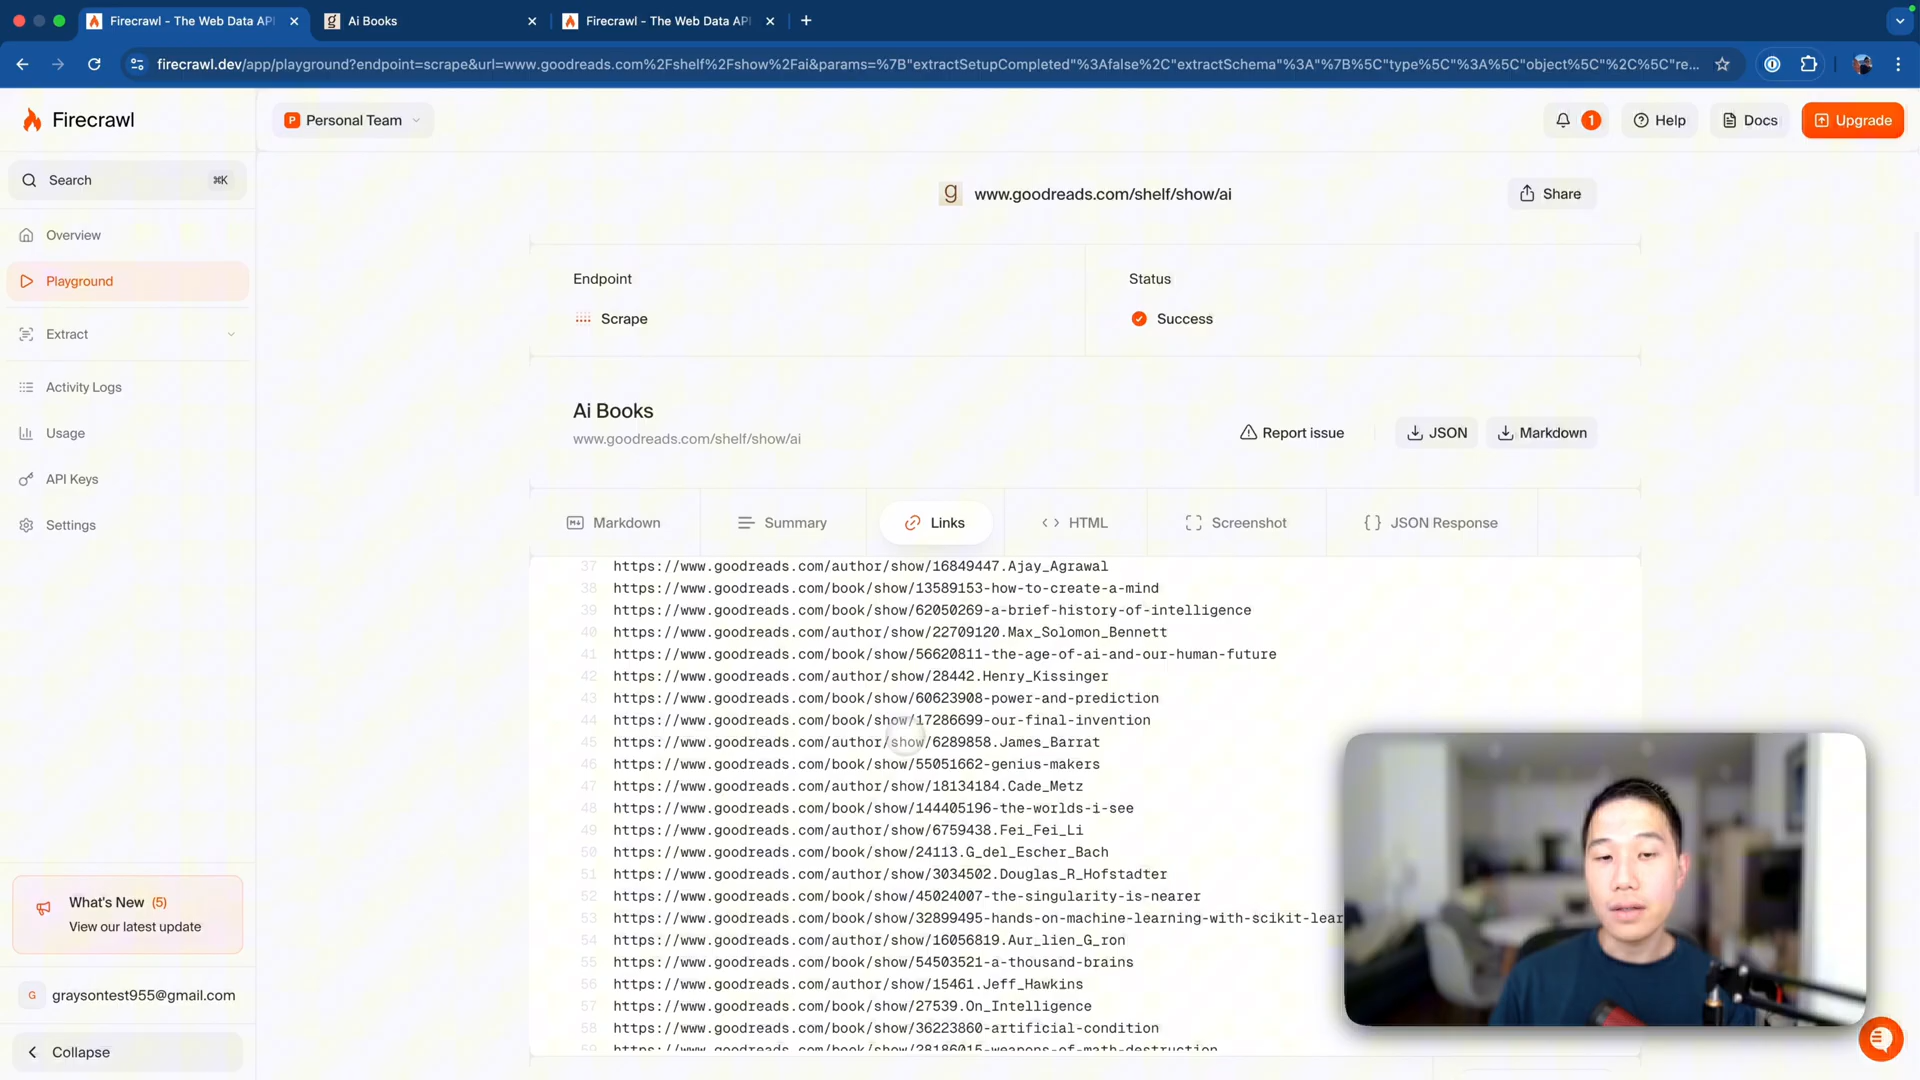 Firecrawl - The Web Data API
Ai Books
Firecrawl - The Web Data API
firecrawl.dev/app/playground?endpoint=scrape&url=www.goodreads.com%2Fshelf%2Fshow%2Fai&params=%7B"extractSetupCompleted"%3Afalse%2C"extractSchema"%3A"%7B%5C"type%5C"%3A%5C"object%5C"%2C%5C"re...
Firecrawl
P Personal Team
1
Help
Docs
Upgrade
Search
⌘K
Overview
Playground
Extract
Activity Logs
Usage
API Keys
Settings
What's New (5)
View our latest update
G graysontest955@gmail.com
Collapse
g www.goodreads.com/shelf/show/ai
Share
Endpoint
Scrape
Status
Success
Ai Books
www.goodreads.com/shelf/show/ai
Report issue
JSON
Markdown
Markdown
Summary
Links
HTML
Screenshot
JSON Response
37 https://www.goodreads.com/author/show/16849447.Ajay_Agrawal
38 https://www.goodreads.com/book/show/13589153-how-to-create-a-mind
39 https://www.goodreads.com/book/show/62050269-a-brief-history-of-intelligence
40 https://www.goodreads.com/author/show/22709120.Max_Solomon_Bennett
41 https://www.goodreads.com/book/show/56620811-the-age-of-ai-and-our-human-future
42 https://www.goodreads.com/author/show/28442.Henry_Kissinger
43 https://www.goodreads.com/book/show/60623908-power-and-prediction
44 https://www.goodreads.com/book/show/17286699-our-final-invention
45 https://www.goodreads.com/author/show/6289858.James_Barrat
46 https://www.goodreads.com/book/show/55051662-genius-makers
47 https://www.goodreads.com/author/show/18134184.Cade_Metz
48 https://www.goodreads.com/book/show/144405196-the-worlds-i-see
49 https://www.goodreads.com/author/show/6759438.Fei_Fei_Li
50 https://www.goodreads.com/book/show/24113.G_del_Escher_Bach
51 https://www.goodreads.com/author/show/3034502.Douglas_R_Hofstadter
52 https://www.goodreads.com/book/show/45024007-the-singularity-is-nearer
53 https://www.goodreads.com/book/show/32899495-hands-on-machine-learning-with-scikit-lear
54 https://www.goodreads.com/author/show/16056819.Aur_lien_G_ron
55 https://www.goodreads.com/book/show/54503521-a-thousand-brains
56 https://www.goodreads.com/author/show/15461.Jeff_Hawkins
57 https://www.goodreads.com/book/show/27539.On_Intelligence
58 https://www.goodreads.com/book/show/36223860-artificial-condition
59 https://www.goodreads.com/book/show/28186015-weapons-of-math-destruction